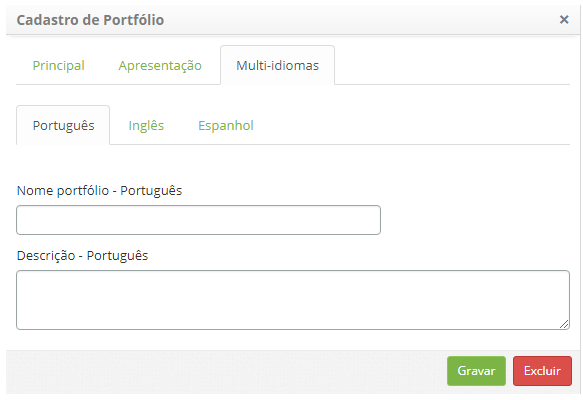 Cadastro de Portfólio ×
Principal Apresentação Multi-idiomas
Português Inglês Espanhol
Nome portfólio - Português
Descrição - Português
Gravar Excluir